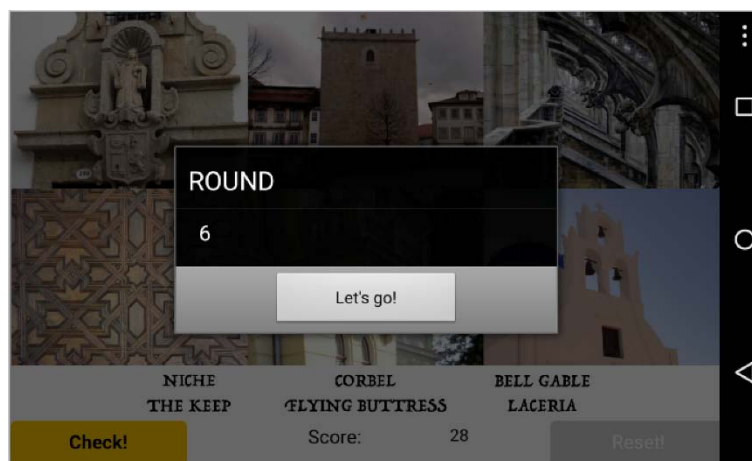 ROUND
6
Let's go!
NICHE CORBEL BELL GABLE
THE KEEP FLYING BUTTRESS LACERIA
Check! Score: 28 Reset!